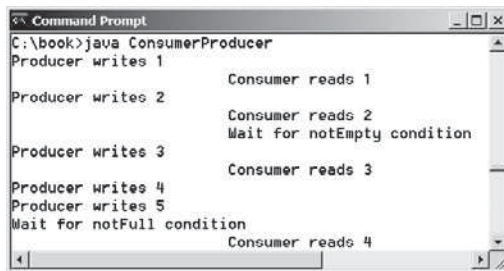 Command Prompt
C:\book>java ConsumerProducer
Producer writes 1
Consumer reads 1
Producer writes 2
Consumer reads 2
Wait for notEmpty condition
Producer writes 3
Consumer reads 3
Producer writes 4
Producer writes 5
Wait for notFull condition
Consumer reads 4